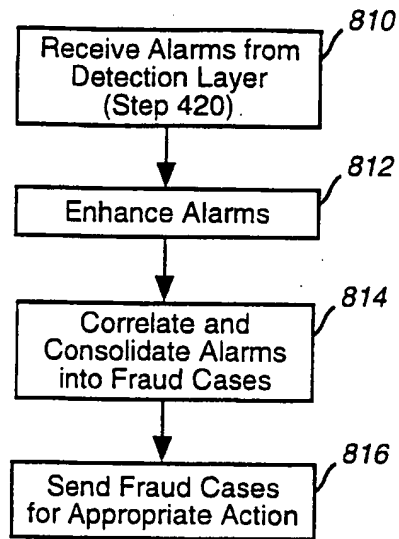 810
Receive Alarms from
Detection Layer
(Step 420)
812
Enhance Alarms
814
Correlate and
Consolidate Alarms
into Fraud Cases
816
Send Fraud Cases
for Appropriate Action